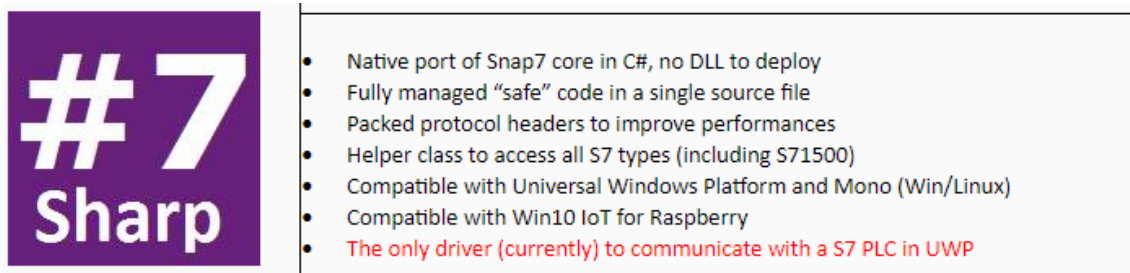 #7
Sharp
• Native port of Snap7 core in C#, no DLL to deploy
• Fully managed “safe” code in a single source file
• Packed protocol headers to improve performances
• Helper class to access all S7 types (including S71500)
• Compatible with Universal Windows Platform and Mono (Win/Linux)
• Compatible with Win10 IoT for Raspberry
• The only driver (currently) to communicate with a S7 PLC in UWP